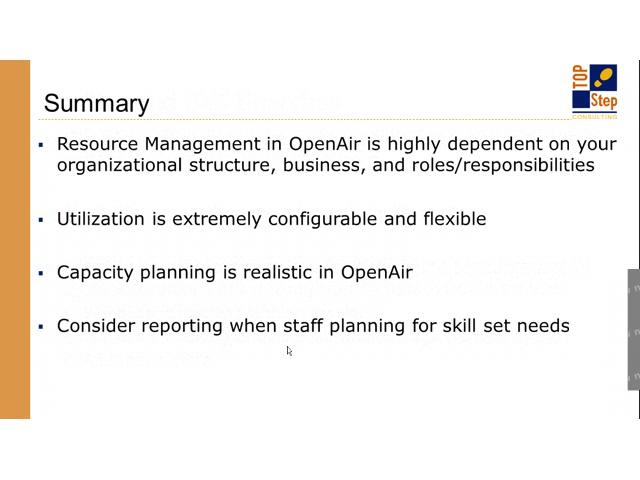 Summary
TOP
Step
CONSULTING
▪ Resource Management in OpenAir is highly dependent on your
organizational structure, business, and roles/responsibilities
▪ Utilization is extremely configurable and flexible
▪ Capacity planning is realistic in OpenAir
▪ Consider reporting when staff planning for skill set needs